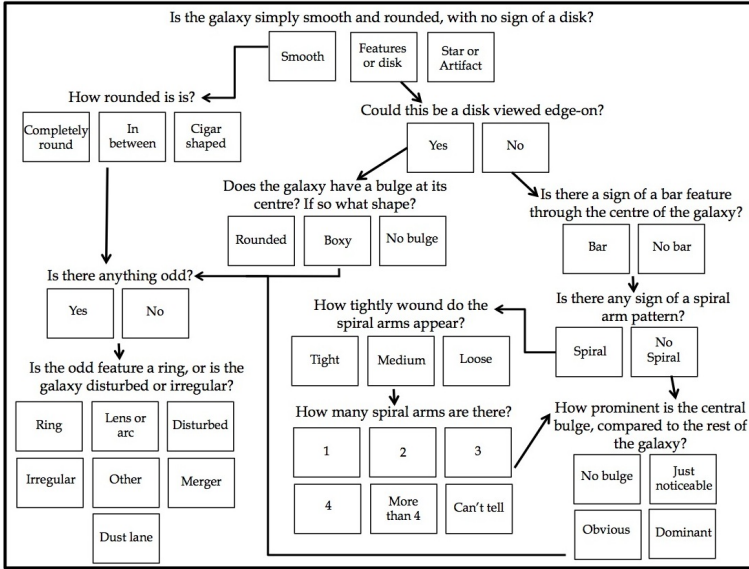 Is the galaxy simply smooth and rounded, with no sign of a disk?
Smooth
Features
or disk
Star or
Artifact
How rounded is is?
Completely
round
In
between
Cigar
shaped
Could this be a disk viewed edge-on?
Yes
No
Does the galaxy have a bulge at its
centre? If so what shape?
Rounded
Boxy
No bulge
Is there a sign of a bar feature
through the centre of the galaxy?
Bar
No bar
Is there anything odd?
Yes
No
Is there any sign of a spiral
arm pattern?
Spiral
No
Spiral
How tightly wound do the
spiral arms appear?
Tight
Medium
Loose
Is the odd feature a ring, or is the
galaxy disturbed or irregular?
Ring
Lens or
arc
Disturbed
Irregular
Other
Merger
Dust lane
How many spiral arms are there?
1
2
3
4
More
than 4
Can't tell
How prominent is the central
bulge, compared to the rest of
the galaxy?
No bulge
Just
noticeable
Obvious
Dominant